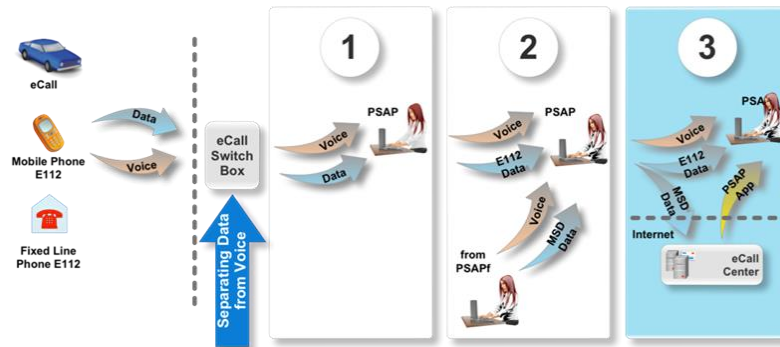 eCall
Mobile Phone
E112
Fixed Line
Phone E112
Data
Voice
eCall
Switch
Box
Separating Data
from Voice
1
PSAP
Voice
Data
2
PSAP
Voice
E112
Data
Voice
MSD
Data
from
PSAPf
3
PSA
Voice
E112
Data
MSD
Data
PSAP
App
Internet
eCall
Center